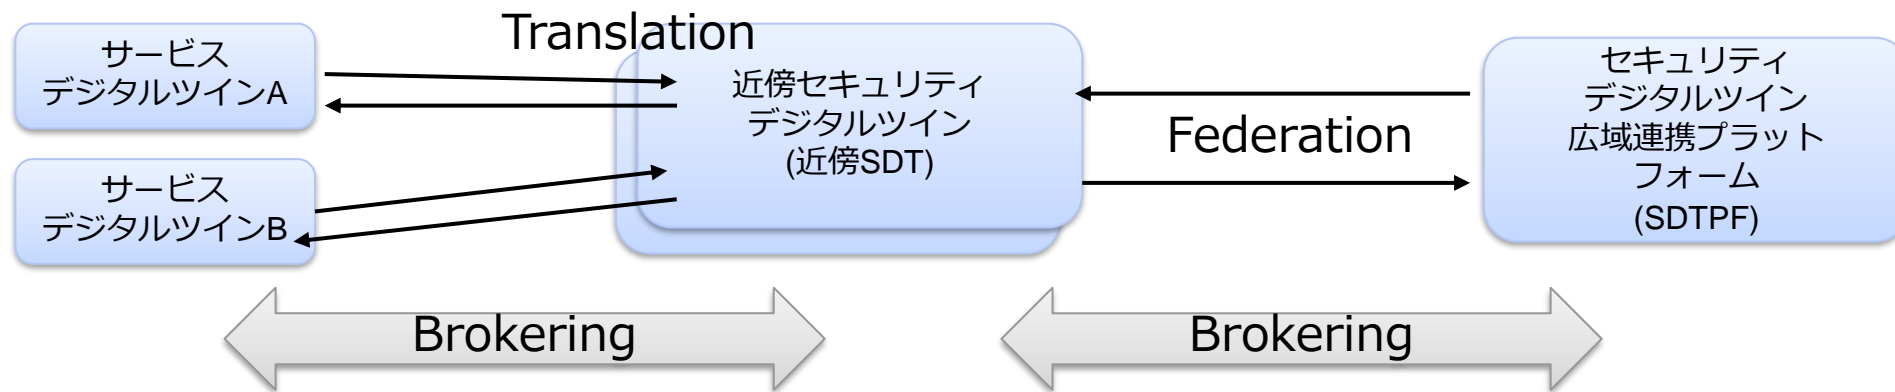 サービス
デジタルツインA
サービス
デジタルツインB
Translation
近傍セキュリティ
デジタルツイン
(近傍SDT)
Federation
セキュリティ
デジタルツイン
広域連携プラット
フォーム
(SDTPF)
Brokering
Brokering